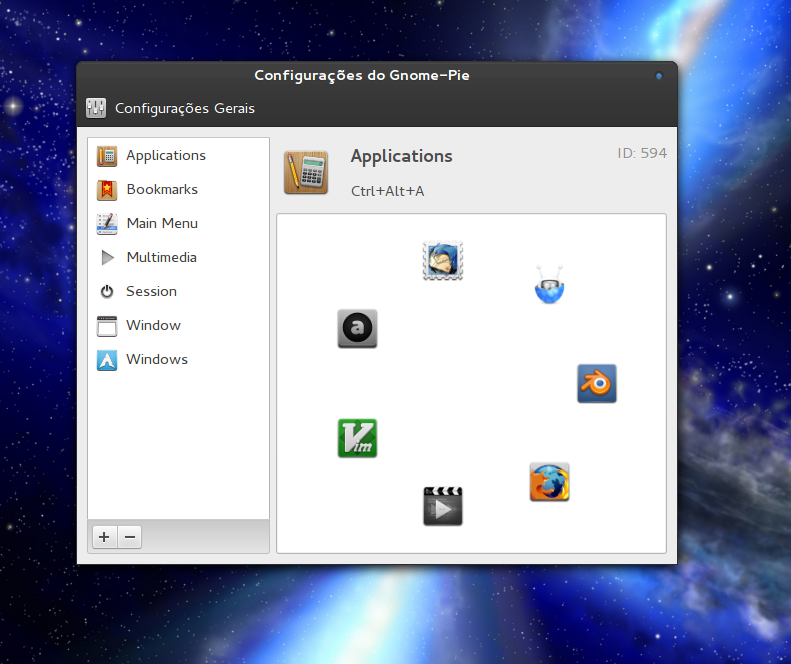 Configurações do Gnome-Pie
Configurações Gerais
Applications
Bookmarks
Main Menu
Multimedia
Session
Window
Windows
Applications
ID: 594
Ctrl+Alt+A
a
Vim